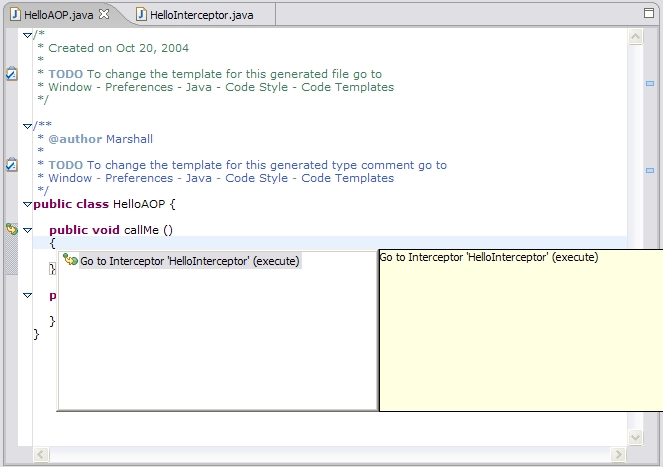 HelloAOP.java HelloInterceptor.java
/*
* Created on Oct 20, 2004
*
* TODO To change the template for this generated file go to
* Window - Preferences - Java - Code Style - Code Templates
*/
/**
* @author Marshall
*
* TODO To change the template for this generated type comment go to
* Window - Preferences - Java - Code Style - Code Templates
*/
public class HelloAOP {
public void callMe ()
{
Go to Interceptor 'HelloInterceptor' (execute) Go to Interceptor 'HelloInterceptor' (execute)
}
p
}
}